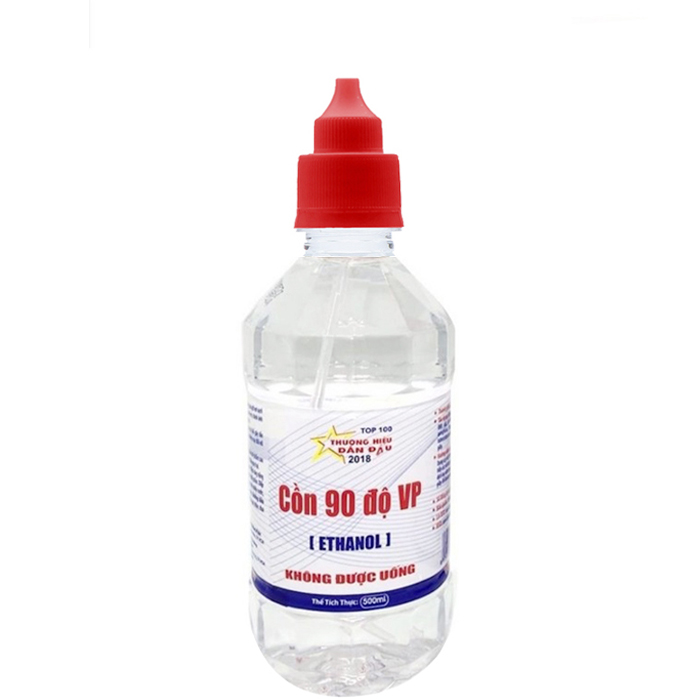 TOP 100
THƯƠNG HIỆU
DẪN ĐẦU
2018
Cồn 90 độ VP
[ ETHANOL ]
KHÔNG ĐƯỢC UỐNG
Thể Tích Thực: 500ml